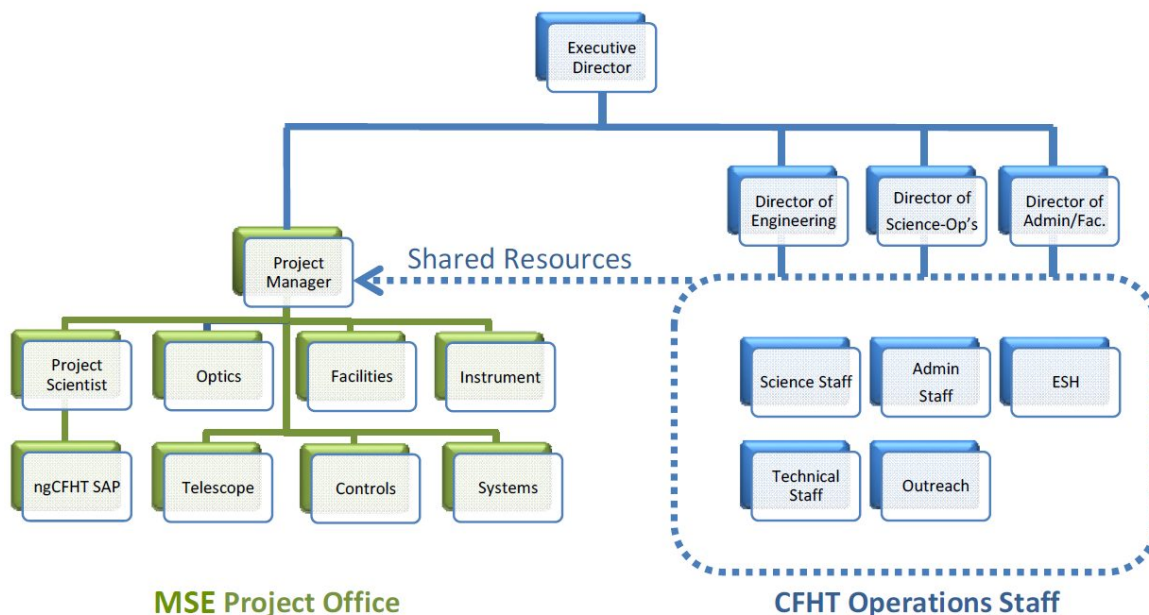 Executive
Director
Director of
Engineering
Director of
Science-Op's
Director of
Admin/Fac.
Project
Manager
Shared Resources
Project
Scientist
Optics
Facilities
Instrument
Science Staff
Admin
Staff
ESH
ngCFHT SAP
Telescope
Controls
Systems
Technical
Staff
Outreach
MSE Project Office
CFHT Operations Staff